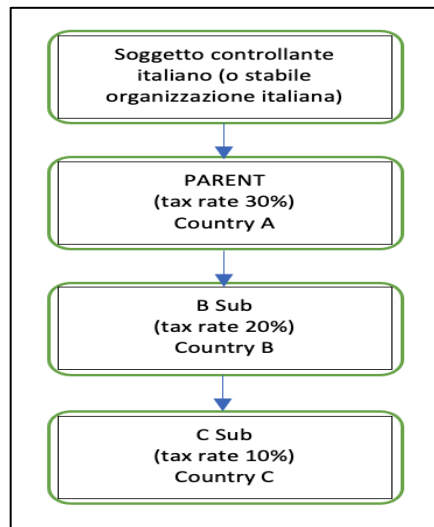 Soggetto controllante
italiano (o stabile
organizzazione italiana)
PARENT
(tax rate 30%)
Country A
B Sub
(tax rate 20%)
Country B
C Sub
(tax rate 10%)
Country C